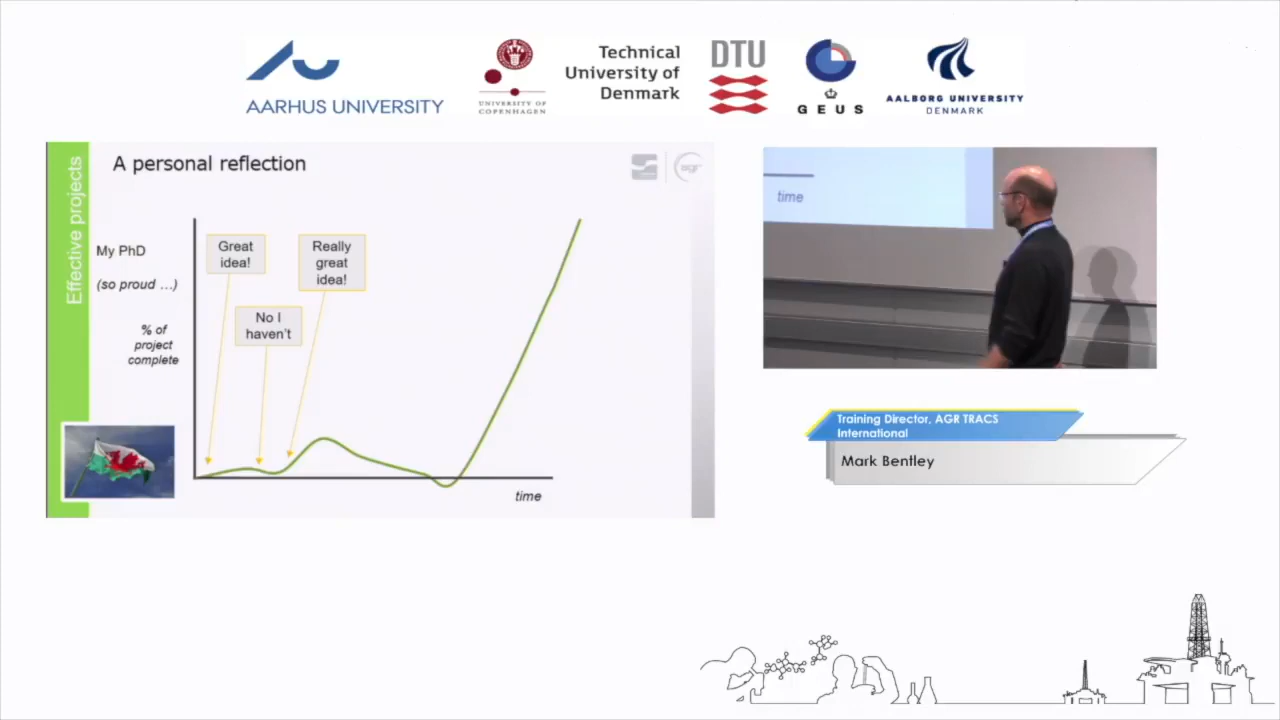 AARHUS UNIVERSITY
UNIVERSITY OF
COPENHAGEN
Technical
University of
Denmark
DTU
GEUS
AALBORG UNIVERSITY
DENMARK
Effective projects
A personal reflection
agr
My PhD
(so proud ...)
% of
project
complete
Great
idea!
No I
haven't
Really
great
idea!
time
time
Training Director, AGR TRACS
International
Mark Bentley